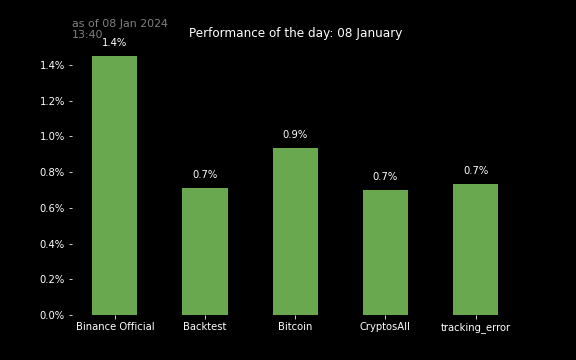 as of 08 Jan 2024
13:40
Performance of the day: 08 January
1.4%
1.4%
1.2%
1.0%
0.8%
0.6%
0.4%
0.2%
0.0%
0.7%
0.9%
0.7%
0.7%
Binance Official
Backtest
Bitcoin
CryptosAll
tracking_error